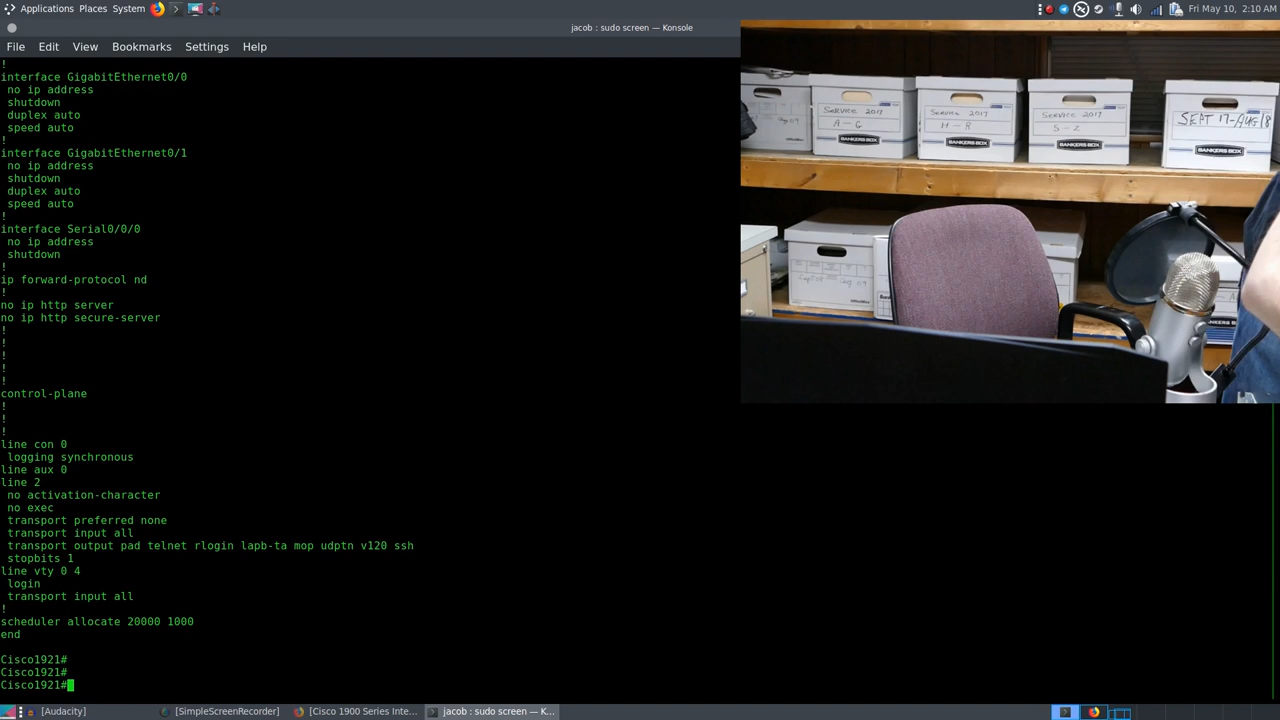 Applications Places System
Fri May 10, 2:10 AM
jacob : sudo screen — Konsole
File Edit View Bookmarks Settings Help
!
interface GigabitEthernet0/0
no ip address
shutdown
duplex auto
speed auto
!
interface GigabitEthernet0/1
no ip address
shutdown
duplex auto
speed auto
!
interface Serial0/0/0
no ip address
shutdown
!
ip forward-protocol nd
!
no ip http server
no ip http secure-server
!
!
!
!
!
control-plane
!
!
!
line con 0
logging synchronous
line aux 0
line 2
no activation-character
no exec
transport preferred none
transport input all
transport output pad telnet rlogin lapb-ta mop udptn v120 ssh
stopbits 1
line vty 0 4
login
transport input all
!
scheduler allocate 20000 1000
end
Cisco1921#
Cisco1921#
Cisco1921#
SERVICE 2017
A - G
BANKERS BOX
SERVICE 2017
H - R
BANKERS BOX
SERVICE 2017
S - Z
BANKERS BOX
SEPT 17-AUG/18
BANKERS BOX
[Audacity]
[SimpleScreenRecorder]
[Cisco 1900 Series Inte...
jacob : sudo screen — K...